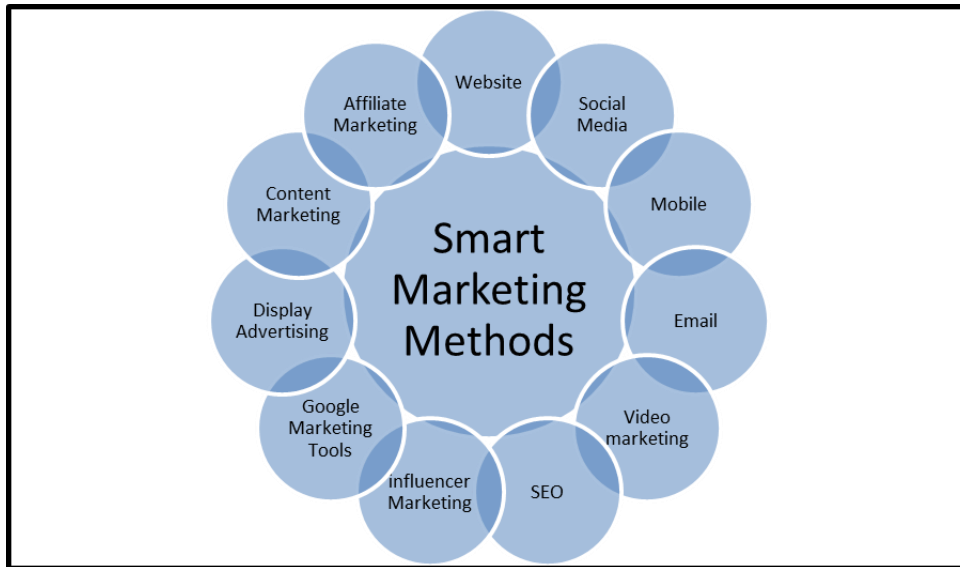 Website
Social
Media
Mobile
Email
Video
marketing
SEO
influencer
Marketing
Google
Marketing
Tools
Display
Advertising
Content
Marketing
Affiliate
Marketing
Smart
Marketing
Methods